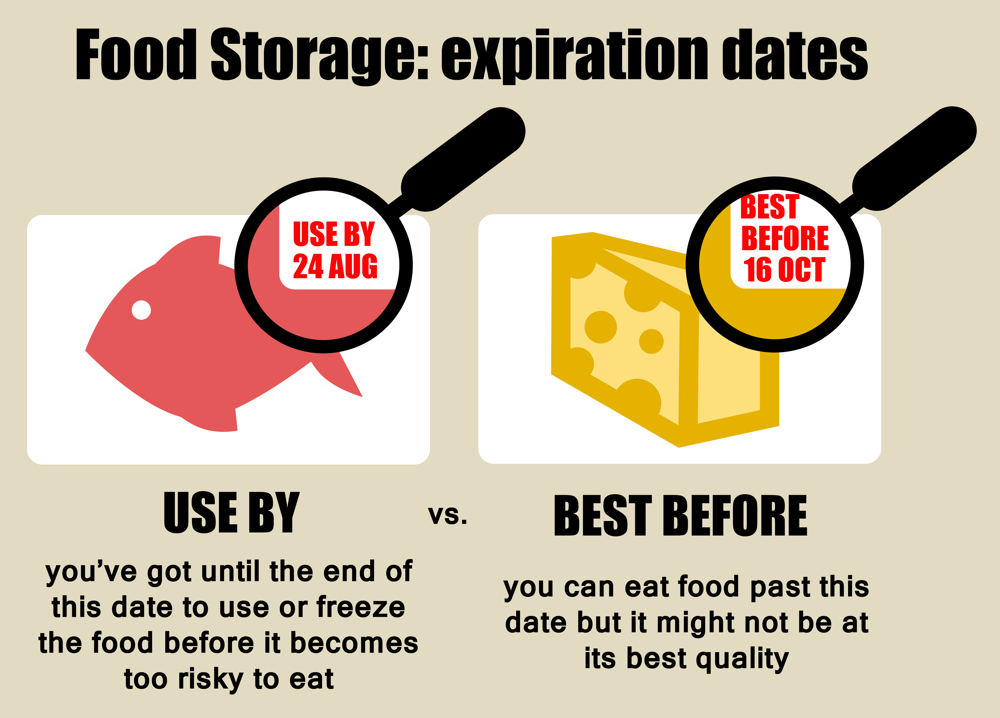 Food Storage: expiration dates
USE BY
24 AUG
BEST
BEFORE
16 OCT
USE BY
vs.
BEST BEFORE
you’ve got until the end of
this date to use or freeze
the food before it becomes
too risky to eat
you can eat food past this
date but it might not be at
its best quality